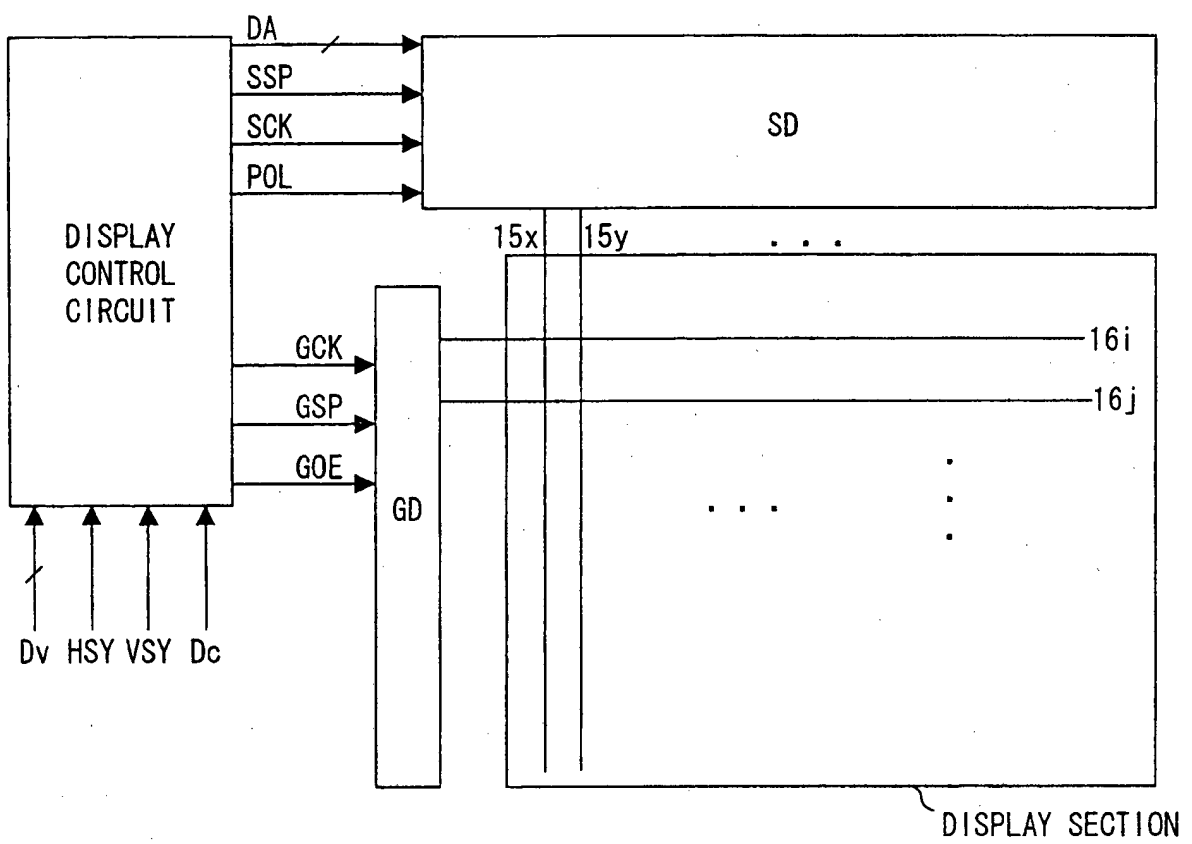 DA
SSP
SCK
POL
SD
DISPLAY
CONTROL
CIRCUIT
15x
15y
GCK
GSP
GOE
GD
16i
16j
Dv HSY VSY Dc
DISPLAY SECTION